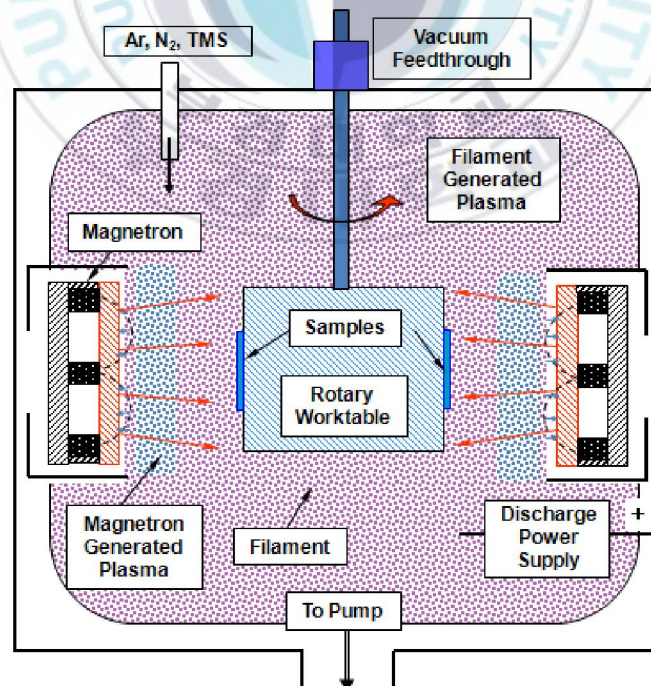 Ar, N₂, TMS
Vacuum
Feedthrough
Filament
Generated
Plasma
Magnetron
Samples
Rotary
Worktable
Magnetron
Generated
Plasma
Filament
Discharge
Power
Supply
+
To Pump